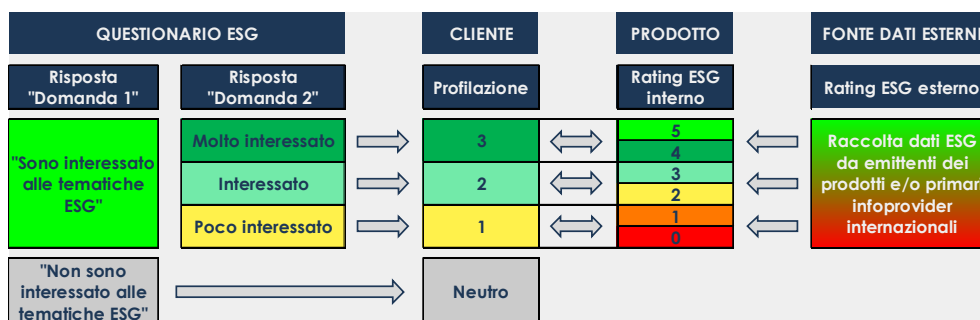 QUESTIONARIO ESG
CLIENTE
PRODOTTO
FONTE DATI ESTERNI
Risposta
"Domanda 1"
Risposta
"Domanda 2"
Profilazione
Rating ESG
interno
Rating ESG esterno
"Sono interessato
alle tematiche
ESG"
Molto interessato
Interessato
Poco interessato
3
2
1
5
4
3
2
1
0
Raccolta dati ESG
da emittenti dei
prodotti e/o primari
infoprovider
internazionali
"Non sono
interessato alle
tematiche ESG"
Neutro